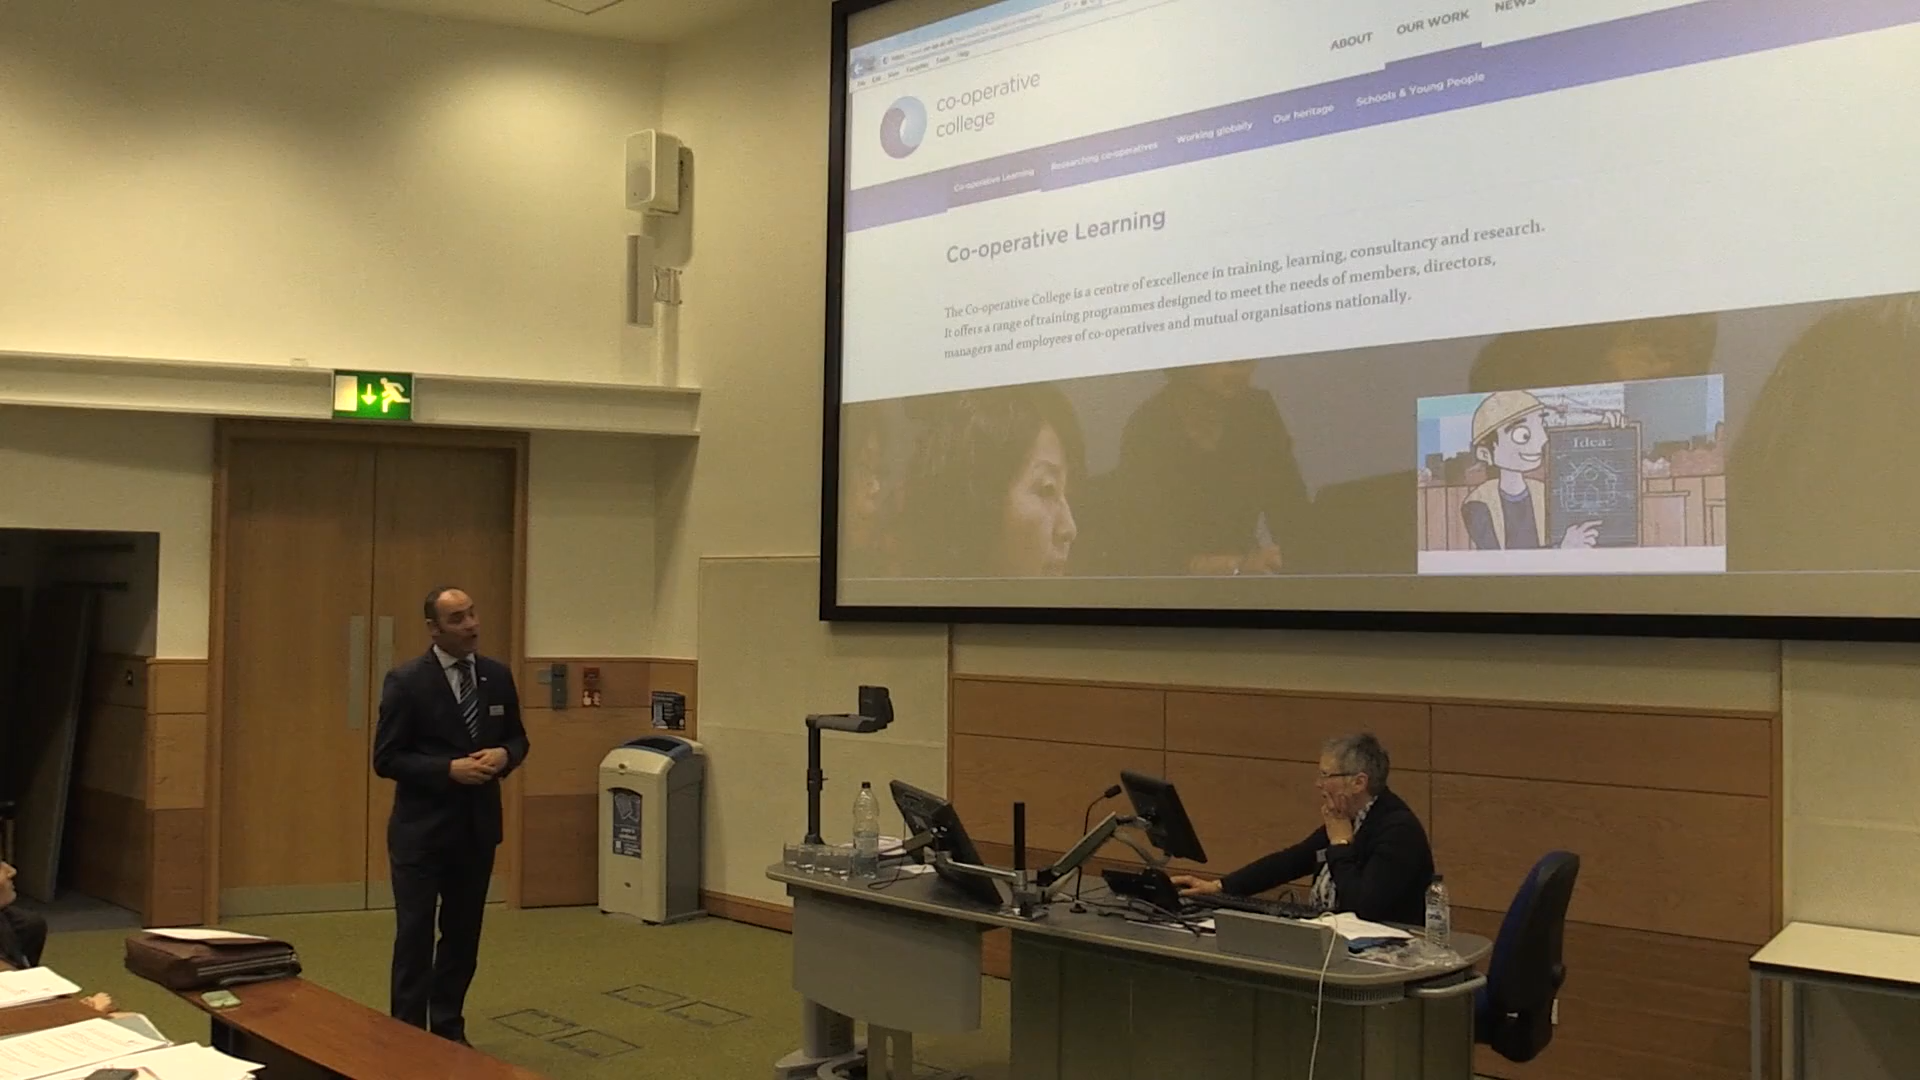 ABOUT
OUR WORK
NEWS
co-operative
college
Co-operative Learning
Researching co-operatives
Working globally
Our heritage
Schools & Young People
Co-operative Learning
The Co-operative College is a centre of excellence in training, learning, consultancy and research.
It offers a range of training programmes designed to meet the needs of members, directors,
managers and employees of co-operatives and mutual organisations nationally.
Idea: